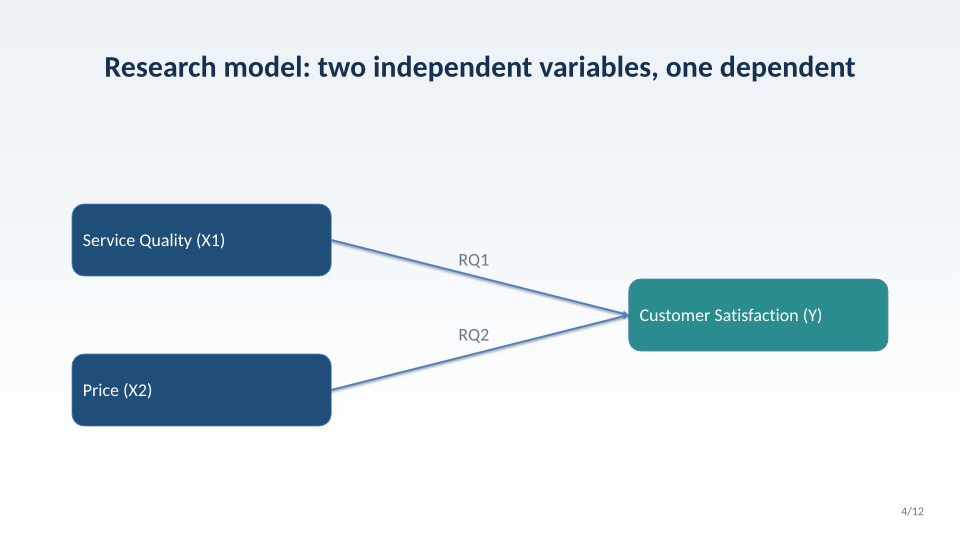 Research model: two independent variables, one dependent
Service Quality (X1)
RQ1
Customer Satisfaction (Y)
RQ2
Price (X2)
4/12